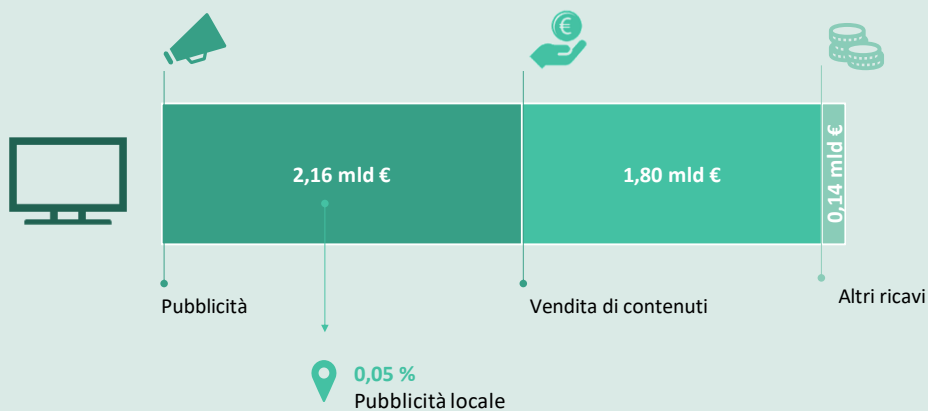 €
2,16 mld €
1,80 mld €
0,14 mld €
Pubblicità
Vendita di contenuti
Altri ricavi
0,05 %
Pubblicità locale